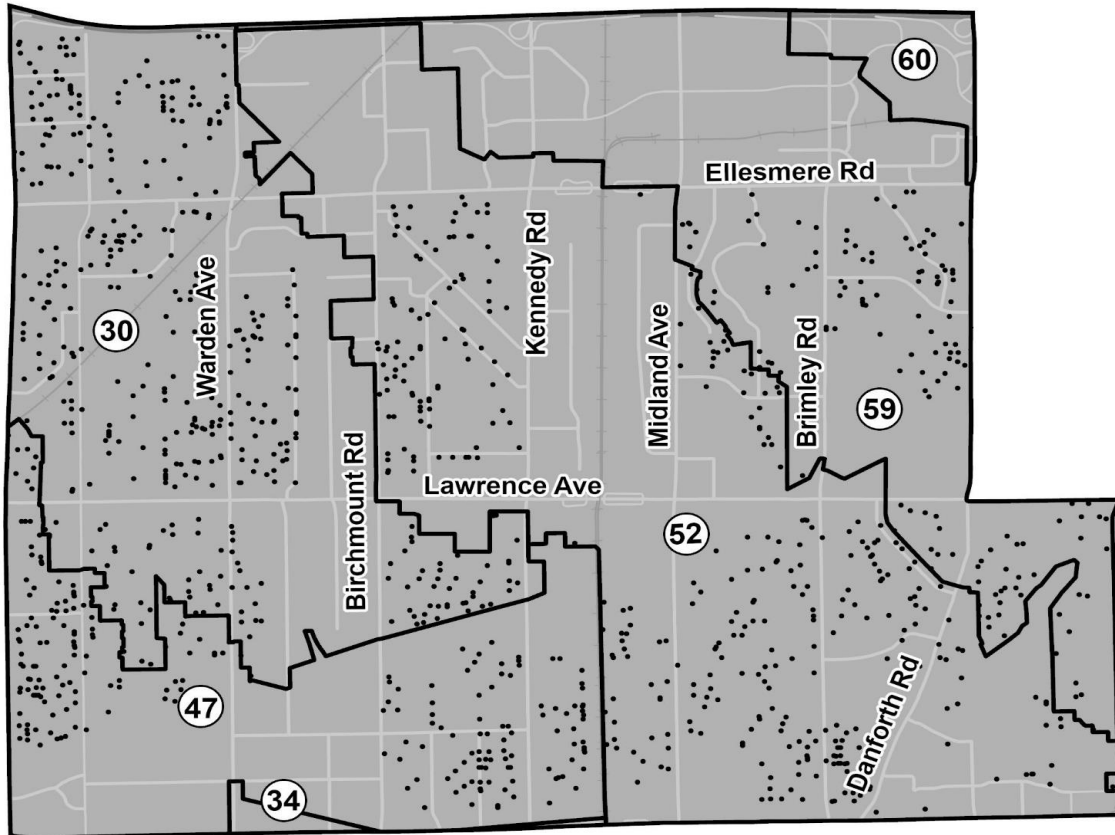 60
Ellesmere Rd
Kennedy Rd
Warden Ave
30
Midland Ave
Brimley Rd
59
Birchmount Rd
Lawrence Ave
52
47
Danforth Rd
34